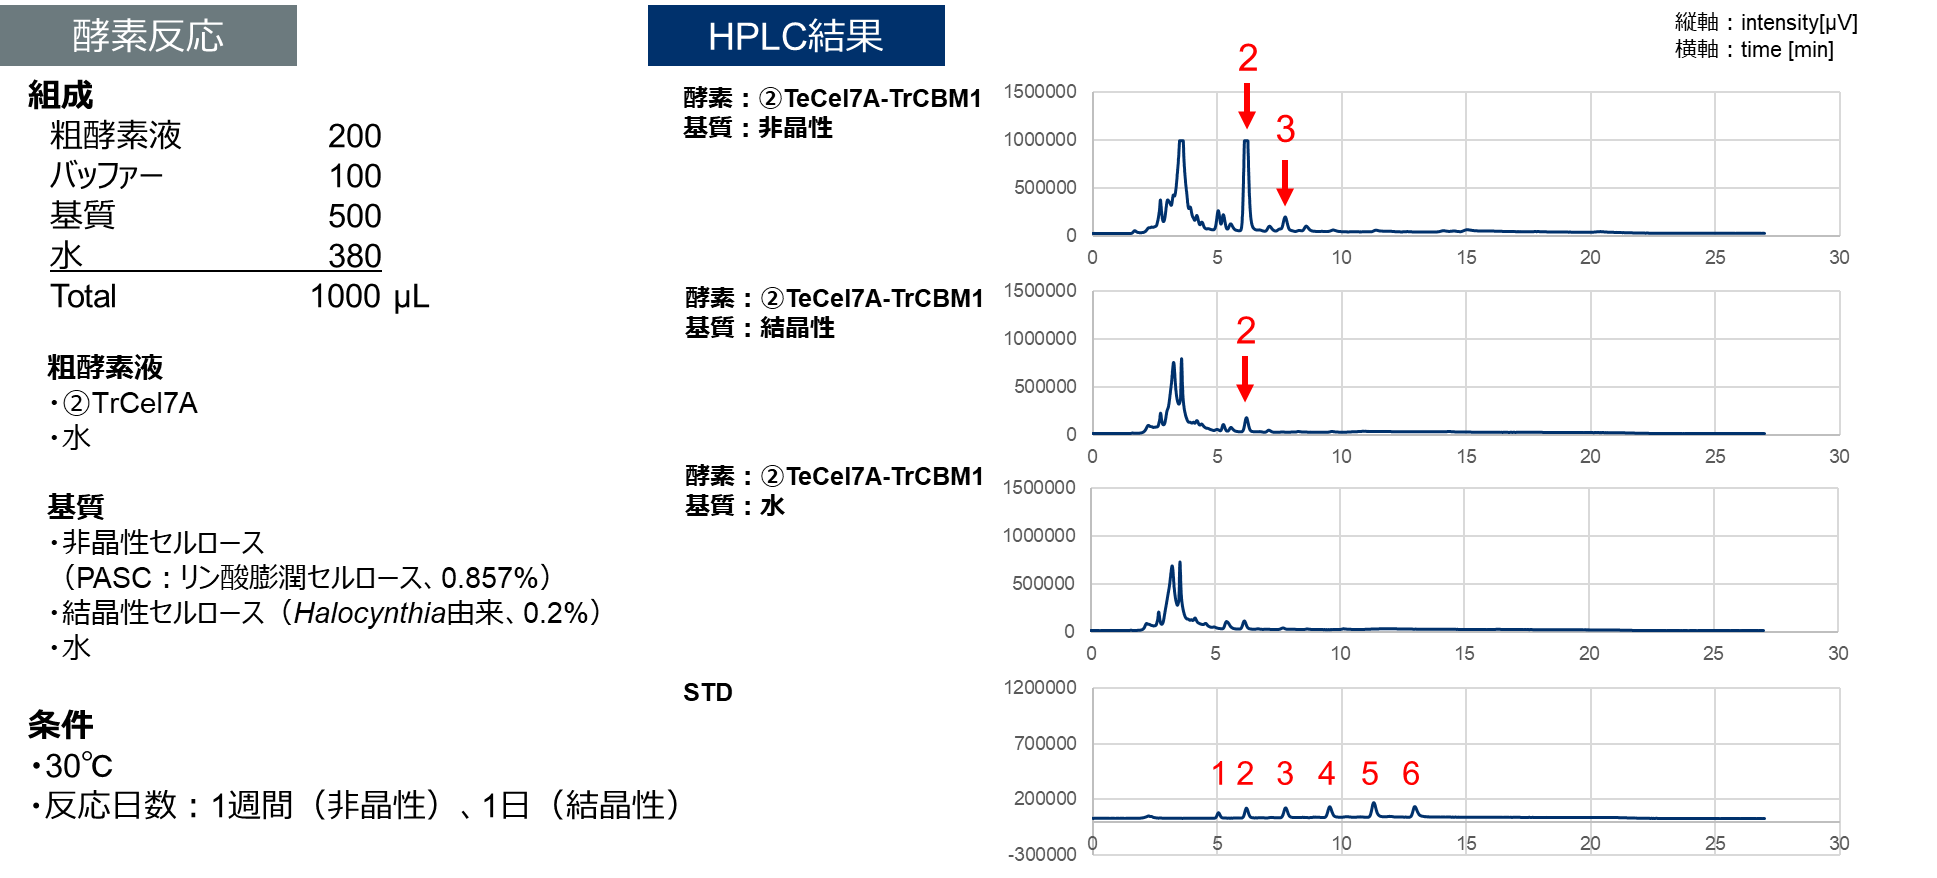 酵素反応
組成
粗酵素液 200
バッファー 100
基質 500
水 380
Total 1000 μL
粗酵素液
・②TrCel7A
・水
基質
・非晶性セルロース
（PASC：リン酸膨潤セルロース、0.857%）
・結晶性セルロース（Halocynthia由来、0.2%）
・水
条件
・30℃
・反応日数：1週間（非晶性）、1日（結晶性）
HPLC結果
縦軸：intensity[μV]
横軸：time [min]
酵素：②TeCel7A-TrCBM1
基質：非晶性
2
3
1500000
1000000
500000
0
0 5 10 15 20 25 30
酵素：②TeCel7A-TrCBM1
基質：結晶性
2
1500000
1000000
500000
0
0 5 10 15 20 25 30
酵素：②TeCel7A-TrCBM1
基質：水
1500000
1000000
500000
0
0 5 10 15 20 25 30
STD
1 2 3 4 5 6
1200000
700000
200000
-300000
0 5 10 15 20 25 30